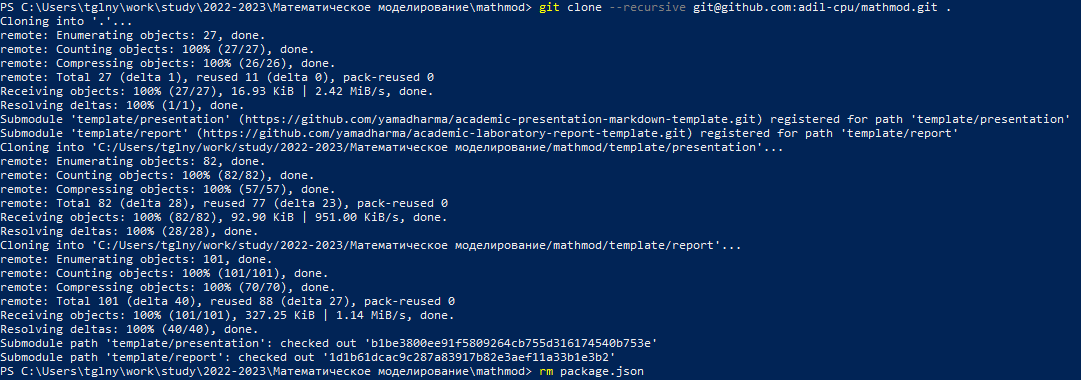 PS C:\Users\tglny\work\study\2022-2023\Математическое моделирование\mathmod> git clone --recursive git@github.com:adil-cpu/mathmod.git .
Cloning into '.'...
remote: Enumerating objects: 27, done.
remote: Counting objects: 100% (27/27), done.
remote: Compressing objects: 100% (26/26), done.
remote: Total 27 (delta 1), reused 11 (delta 0), pack-reused 0
Receiving objects: 100% (27/27), 16.93 KiB | 2.42 MiB/s, done.
Resolving deltas: 100% (1/1), done.
Submodule 'template/presentation' (https://github.com/yamadharma/academic-presentation-markdown-template.git) registered for path 'template/presentation'
Submodule 'template/report' (https://github.com/yamadharma/academic-laboratory-report-template.git) registered for path 'template/report'
Cloning into 'C:/Users/tglny/work/study/2022-2023/Математическое моделирование/mathmod/template/presentation'...
remote: Enumerating objects: 82, done.
remote: Counting objects: 100% (82/82), done.
remote: Compressing objects: 100% (57/57), done.
remote: Total 82 (delta 28), reused 77 (delta 23), pack-reused 0
Receiving objects: 100% (82/82), 92.90 KiB | 951.00 KiB/s, done.
Resolving deltas: 100% (28/28), done.
Cloning into 'C:/Users/tglny/work/study/2022-2023/Математическое моделирование/mathmod/template/report'...
remote: Enumerating objects: 101, done.
remote: Counting objects: 100% (101/101), done.
remote: Compressing objects: 100% (70/70), done.
remote: Total 101 (delta 40), reused 88 (delta 27), pack-reused 0
Receiving objects: 100% (101/101), 327.25 KiB | 1.14 MiB/s, done.
Resolving deltas: 100% (40/40), done.
Submodule path 'template/presentation': checked out 'b1be3800ee91f5809264cb755d316174540b753e'
Submodule path 'template/report': checked out '1d1b61dcac9c287a83917b82e3aef11a33b1e3b2'
PS C:\Users\tglny\work\study\2022-2023\Математическое моделирование\mathmod> rm package.json